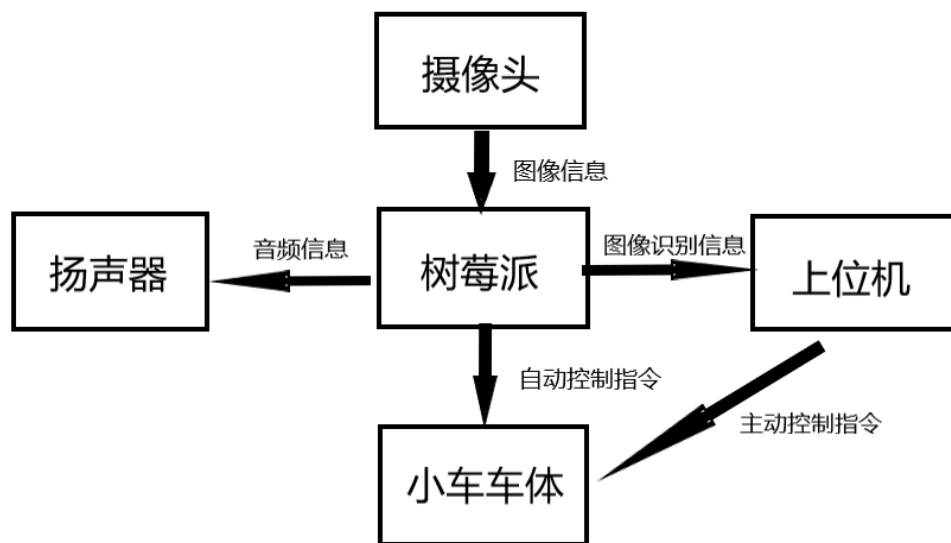 摄像头
图像信息
扬声器
音频信息
树莓派
图像识别信息
上位机
自动控制指令
主动控制指令
小车车体